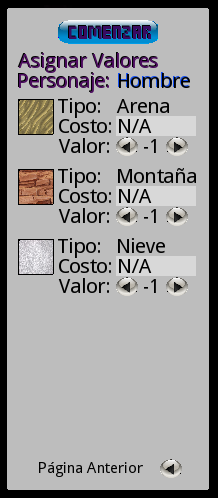 COMENZAR
Asignar Valores
Personaje: Hombre
Tipo: Arena
Costo: N/A
Valor: -1
Tipo: Montaña
Costo: N/A
Valor: -1
Tipo: Nieve
Costo: N/A
Valor: -1
Página Anterior